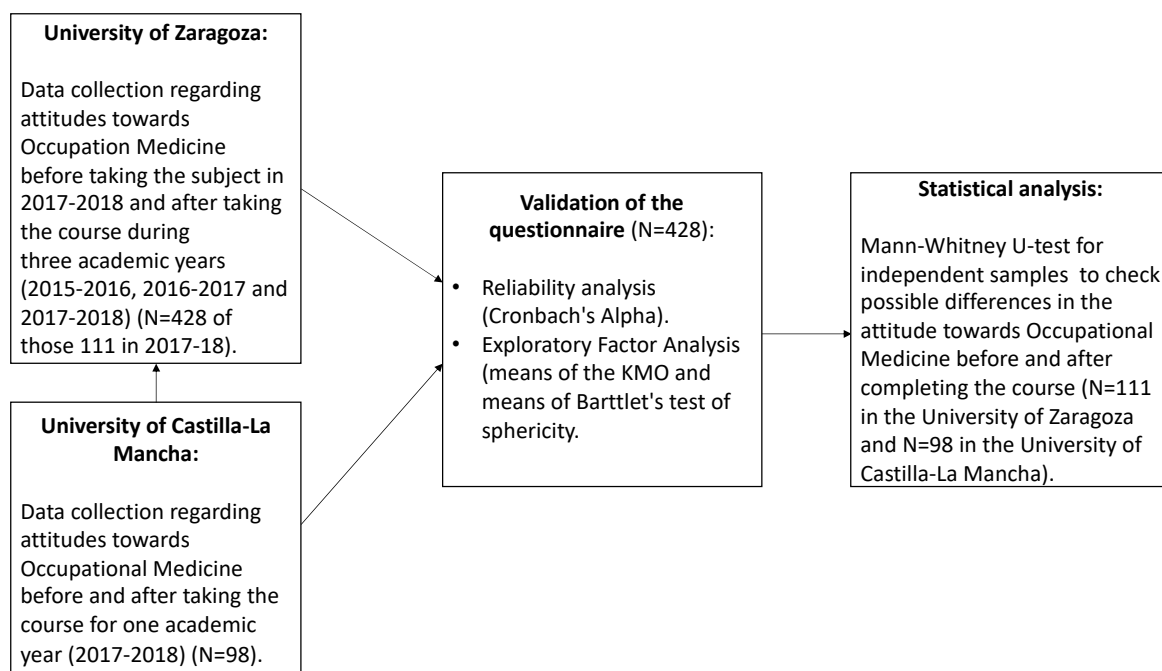 University of Zaragoza:
Data collection regarding
attitudes towards
Occupation Medicine
before taking the subject in
2017-2018 and after taking
the course during
three academic years
(2015-2016, 2016-2017 and
2017-2018) (N=428 of
those 111 in 2017-18).
University of Castilla-La
Mancha:
Data collection regarding
attitudes towards
Occupational Medicine
before and after taking the
course for one academic
year (2017-2018) (N=98).
Validation of the
questionnaire (N=428):
• Reliability analysis
(Cronbach's Alpha).
• Exploratory Factor Analysis
(means of the KMO and
means of Barttlet's test of
sphericity.
Statistical analysis:
Mann-Whitney U-test for
independent samples to check
possible differences in the
attitude towards Occupational
Medicine before and after
completing the course (N=111
in the University of Zaragoza
and N=98 in the University of
Castilla-La Mancha).